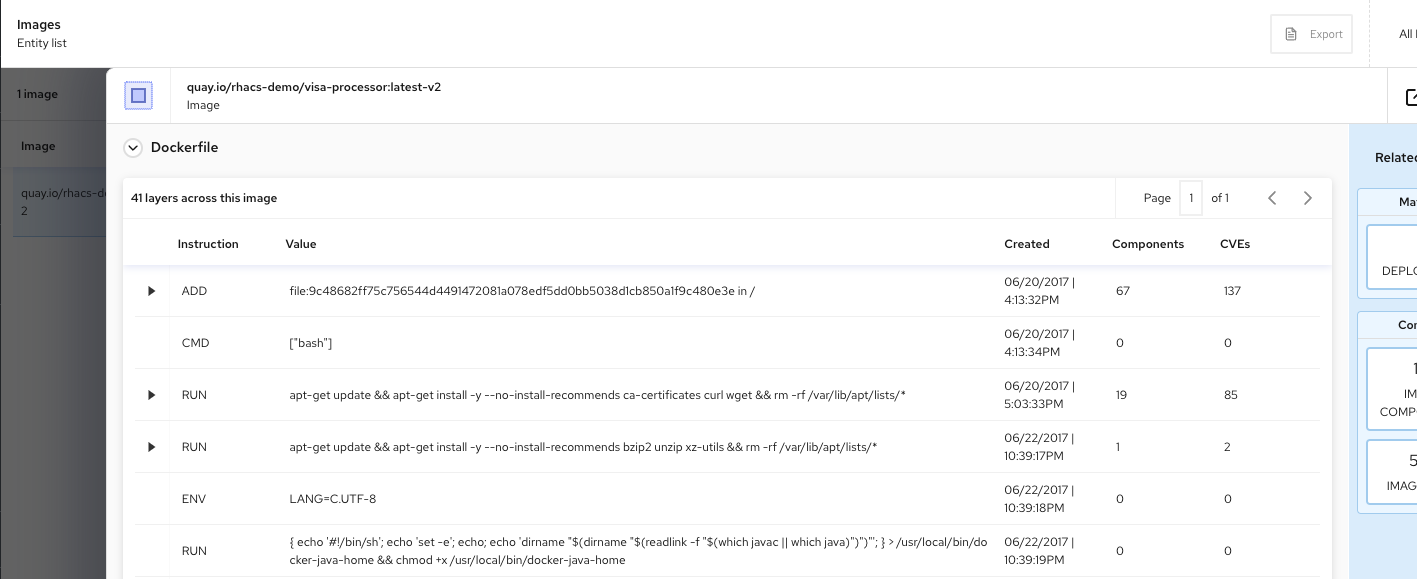 Images
Entity list
Export
All
1 image
quay.io/rhacs-demo/visa-processor:latest-v2
Image
Image
quay.io/rhacs-d
2
Dockerfile
Related
41 layers across this image
Page 1 of 1
Instruction Value Created Components CVEs
ADD file:9c48682ff75c756544d4491472081a078edf5dd0bb5038d1cb850a1f9c480e3e in / 06/20/2017 | 67 137
4:13:32PM
CMD ["bash"] 06/20/2017 | 0 0
4:13:34PM
RUN apt-get update && apt-get install -y --no-install-recommends ca-certificates curl wget && rm -rf /var/lib/apt/lists/* 06/20/2017 | 19 85
5:03:33PM
RUN apt-get update && apt-get install -y --no-install-recommends bzip2 unzip xz-utils && rm -rf /var/lib/apt/lists/* 06/22/2017 | 1 2
10:39:17PM
ENV LANG=C.UTF-8 06/22/2017 | 0 0
10:39:18PM
RUN { echo '#!/bin/sh'; echo 'set -e'; echo; echo 'dirname "$(dirname "$(readlink -f "$(which javac || which java)")")"'; } > /usr/local/bin/do 06/22/2017 | 0 0
cker-java-home && chmod +x /usr/local/bin/docker-java-home 10:39:19PM
Ma
DEPLO
Con
IM
COMP
5
IMAG